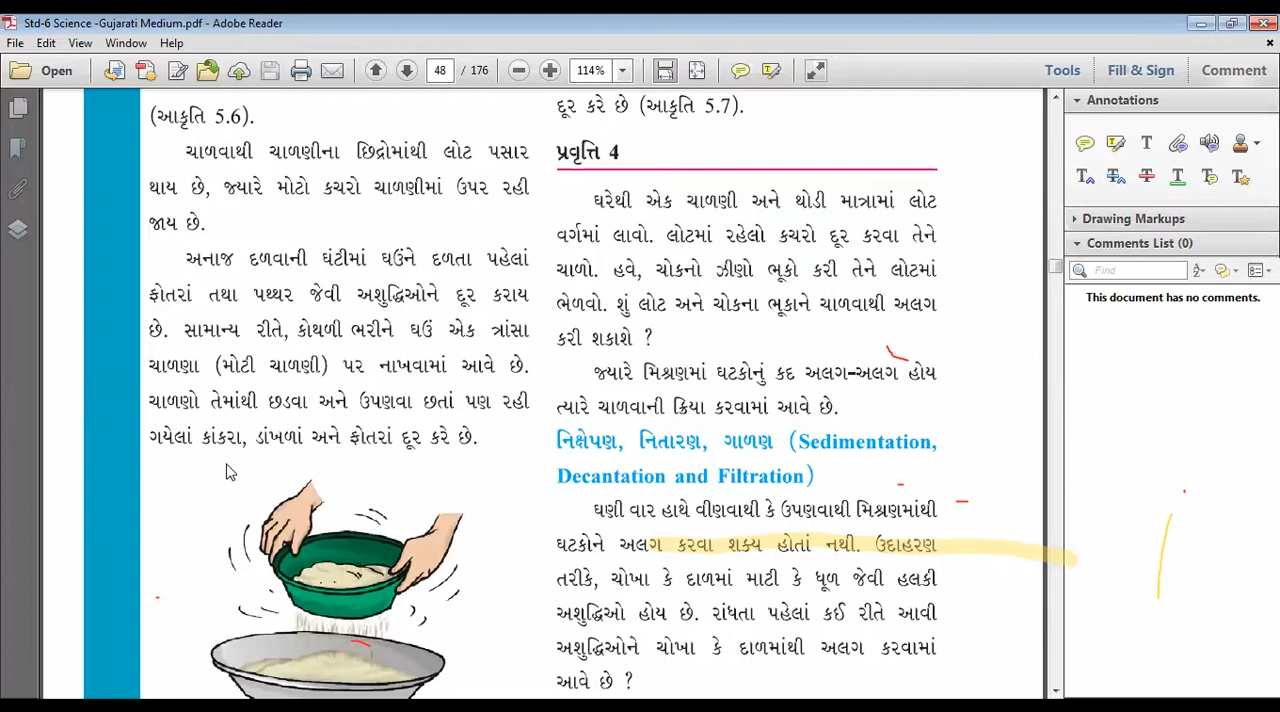 Std-6 Science -Gujarati Medium.pdf - Adobe Reader
File Edit View Window Help
Open 48 / 176 114% Tools Fill & Sign Comment
(આકૃતિ 5.6).
ચાળવાથી ચાળણીના છિદ્રોમાંથી લોટ પસાર
થાય છે, જ્યારે મોટો કચરો ચાળણીમાં ઉપર રહી
જાય છે.
અનાજ દળવાની ઘંટીમાં ઘઉંને દળતા પહેલાં
ફોતરાં તથા પથ્થર જેવી અશુદ્ધિઓને દૂર કરાય
છે. સામાન્ય રીતે, કોથળી ભરીને ઘઉં એક ત્રાંસા
ચાળણા (મોટી ચાળણી) પર નાખવામાં આવે છે.
ચાળણો તેમાંથી છડવા અને ઉપણવા છતાં પણ રહી
ગયેલાં કાંકરા, ડાંખળાં અને ફોતરાં દૂર કરે છે.
દૂર કરે છે (આકૃતિ 5.7).
પ્રવૃત્તિ 4
ઘરેથી એક ચાળણી અને થોડી માત્રામાં લોટ
વર્ગમાં લાવો. લોટમાં રહેલો કચરો દૂર કરવા તેને
ચાળો. હવે, ચોકનો ઝીણો ભૂકો કરી તેને લોટમાં
ભેળવો. શું લોટ અને ચોકના ભૂકાને ચાળવાથી અલગ
કરી શકાશે ?
જ્યારે મિશ્રણમાં ઘટકોનું કદ અલગ-અલગ હોય
ત્યારે ચાળવાની ક્રિયા કરવામાં આવે છે.
નિક્ષેપણ, નિતારણ, ગાળણ (Sedimentation,
Decantation and Filtration)
ઘણી વાર હાથે વીણવાથી કે ઉપણવાથી મિશ્રણમાંથી
ઘટકોને અલગ કરવા શક્ય હોતાં નથી. ઉદાહરણ
તરીકે, ચોખા કે દાળમાં માટી કે ધૂળ જેવી હલકી
અશુદ્ધિઓ હોય છે. રાંધતા પહેલાં કઈ રીતે આવી
અશુદ્ધિઓને ચોખા કે દાળમાંથી અલગ કરવામાં
આવે છે ?
Annotations
Drawing Markups
Comments List (0)
Find
This document has no comments.